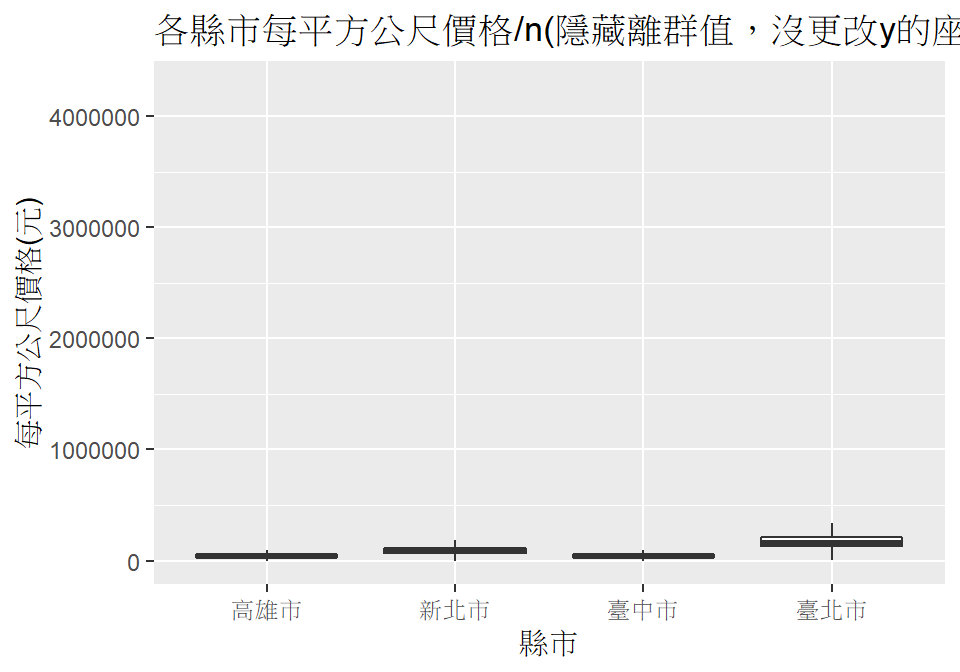 各縣市每平方公尺價格/n(隱藏離群值，沒更改y的座
4000000
3000000
2000000
1000000
0
每平方公尺價格(元)
高雄市 新北市 臺中市 臺北市
縣市